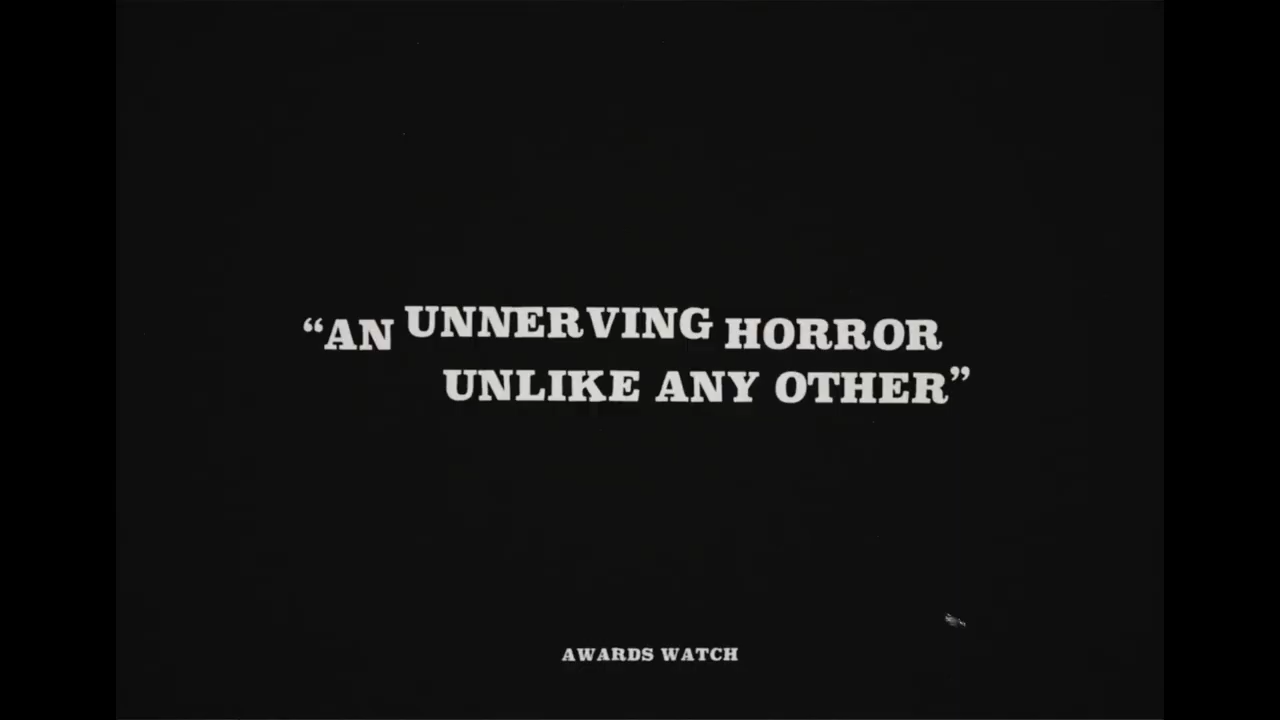 “AN UNNERVING HORROR
UNLIKE ANY OTHER”
AWARDS WATCH